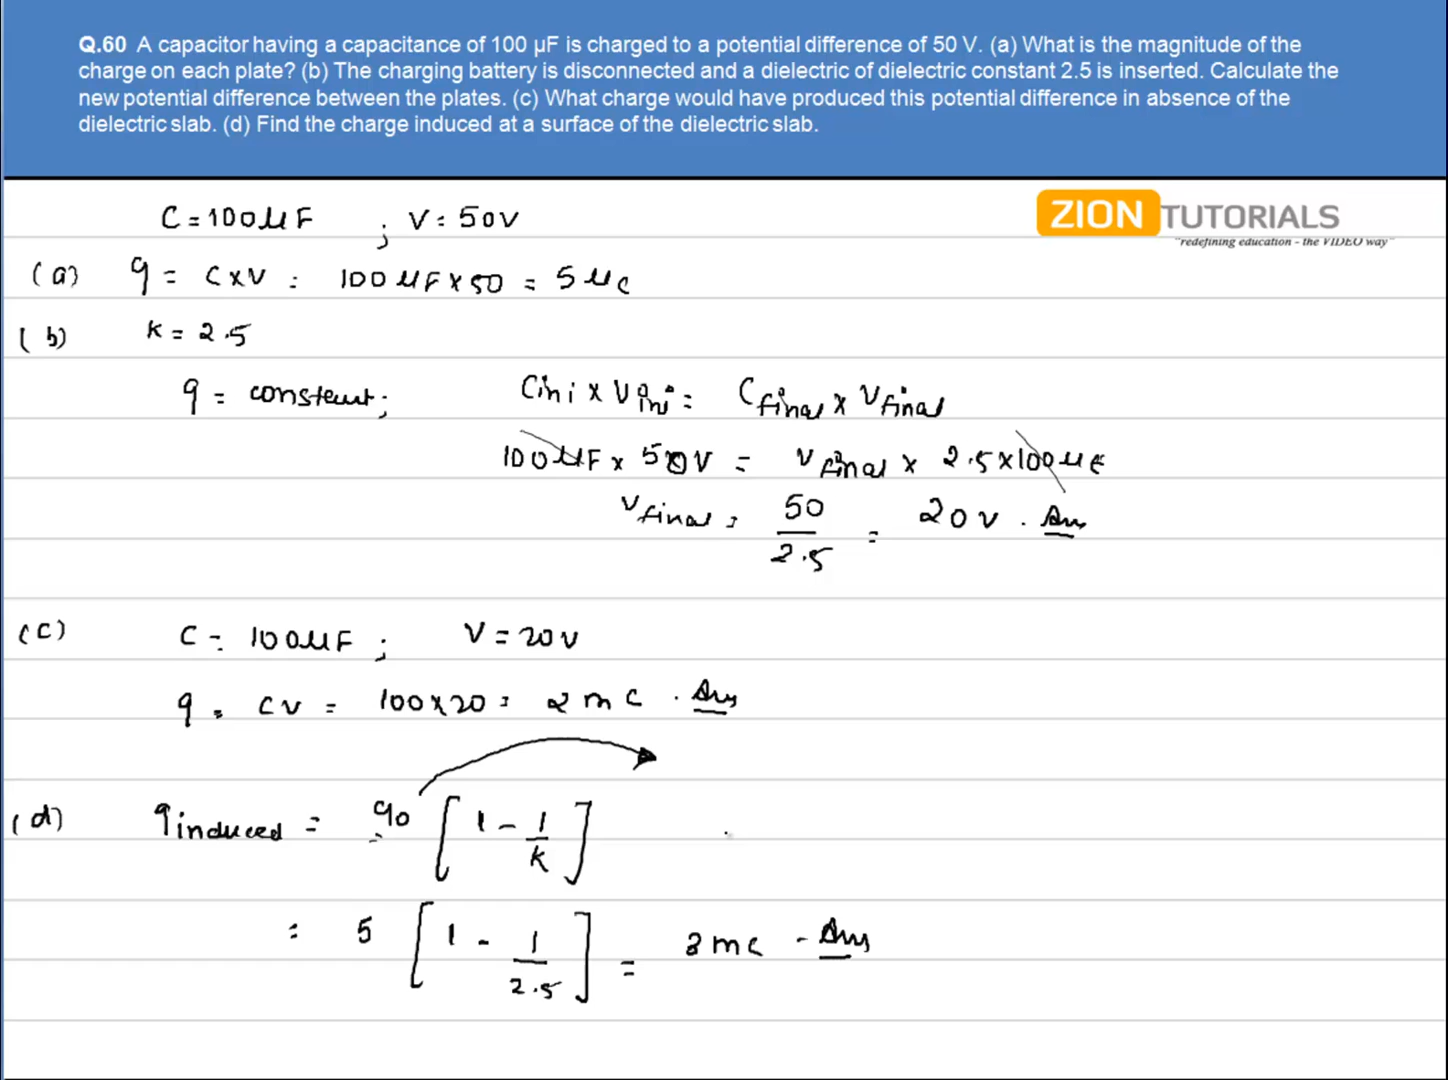 Q.60 A capacitor having a capacitance of 100 µF is charged to a potential difference of 50 V. (a) What is the magnitude of the
charge on each plate? (b) The charging battery is disconnected and a dielectric of dielectric constant 2.5 is inserted. Calculate the
new potential difference between the plates. (c) What charge would have produced this potential difference in absence of the
dielectric slab. (d) Find the charge induced at a surface of the dielectric slab.
ZION TUTORIALS
"redefining education - the VIDEO way"
C = 100 µF ; V = 50V
(a) q = C x V = 100 µF x 50 = 5 µc
(b) K = 2.5
q = constant; Cini x Vini = Cfinal x Vfinal
100 µF x 50V = Vfinal x 2.5 x 100 µF
Vfinal = 50/2.5 = 20 V . Ans
(c) C = 100 µF ; V = 20 V
q = CV = 100 x 20 = 2 mC . Ans
(d) qinduced = q0 [1 - 1/K]
= 5 [1 - 1/2.5] = 3 mc - Ans